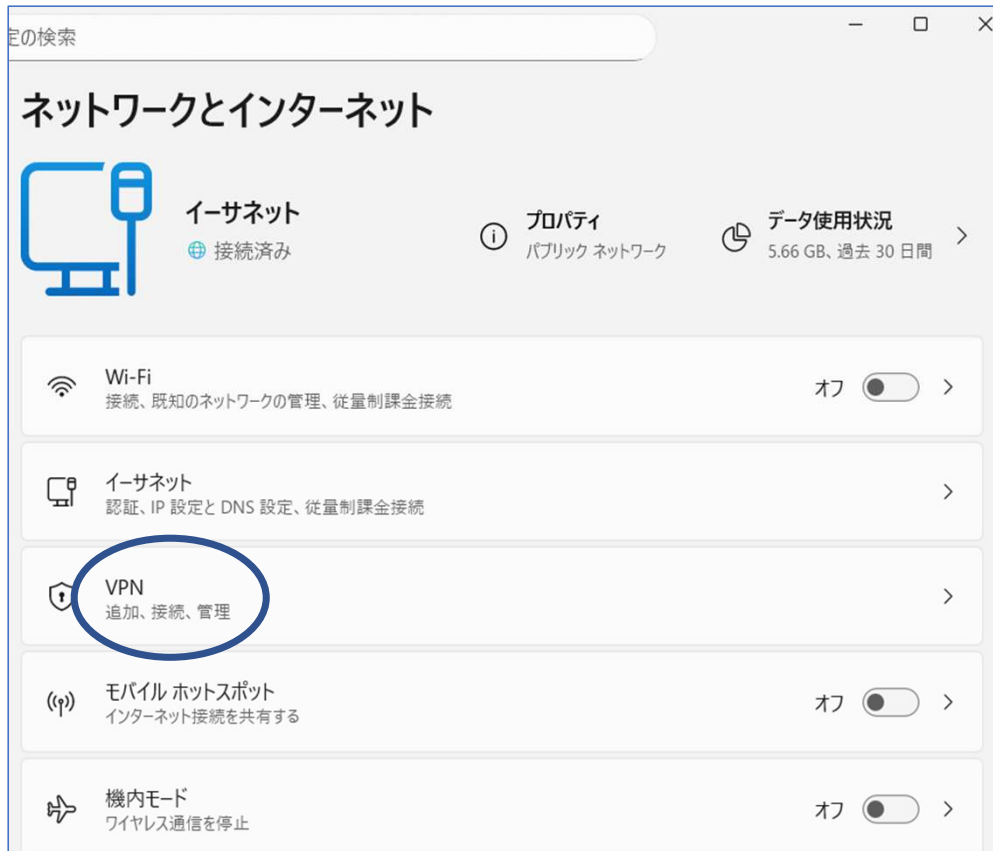 定の検索
ネットワークとインターネット
イーサネット
接続済み
プロパティ
パブリック ネットワーク
データ使用状況
5.66 GB、過去 30 日間
Wi-Fi
接続、既知のネットワークの管理、従量制課金接続
オフ
イーサネット
認証、IP 設定と DNS 設定、従量制課金接続
VPN
追加、接続、管理
モバイル ホットスポット
インターネット接続を共有する
オフ
機内モード
ワイヤレス通信を停止
オフ